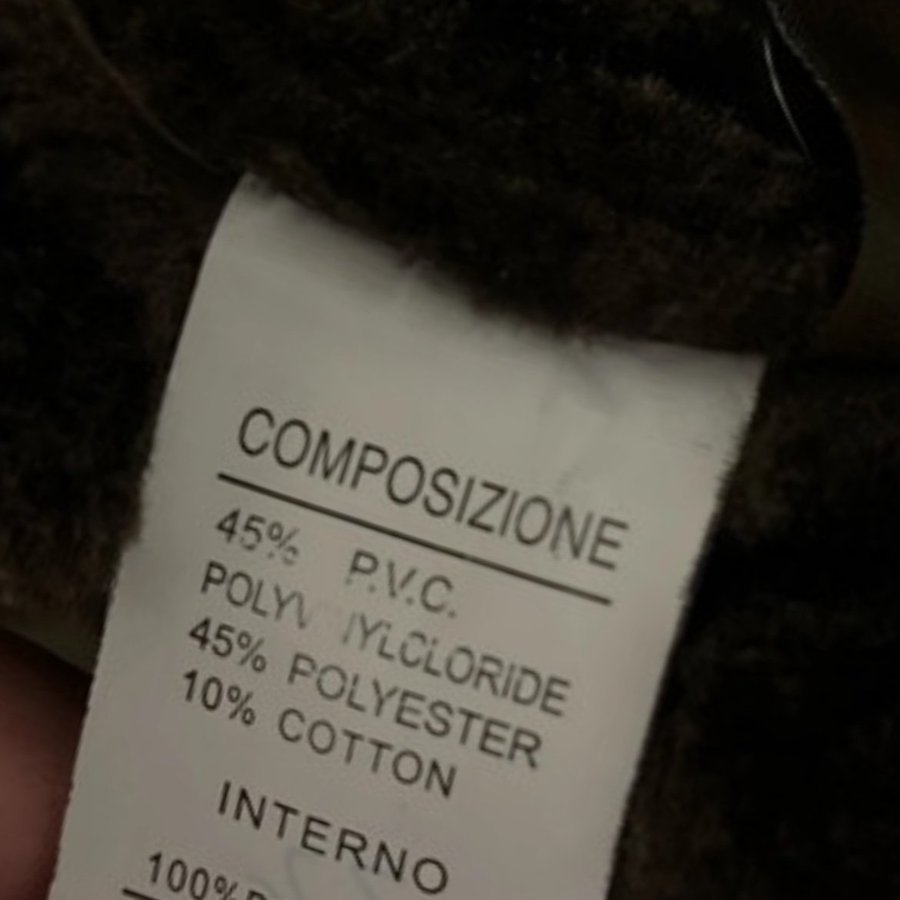 COMPOSIZIONE
45% P.V.C.
POLYV IYLCLORIDE
45% POLYESTER
10% COTTON
INTERNO
100%